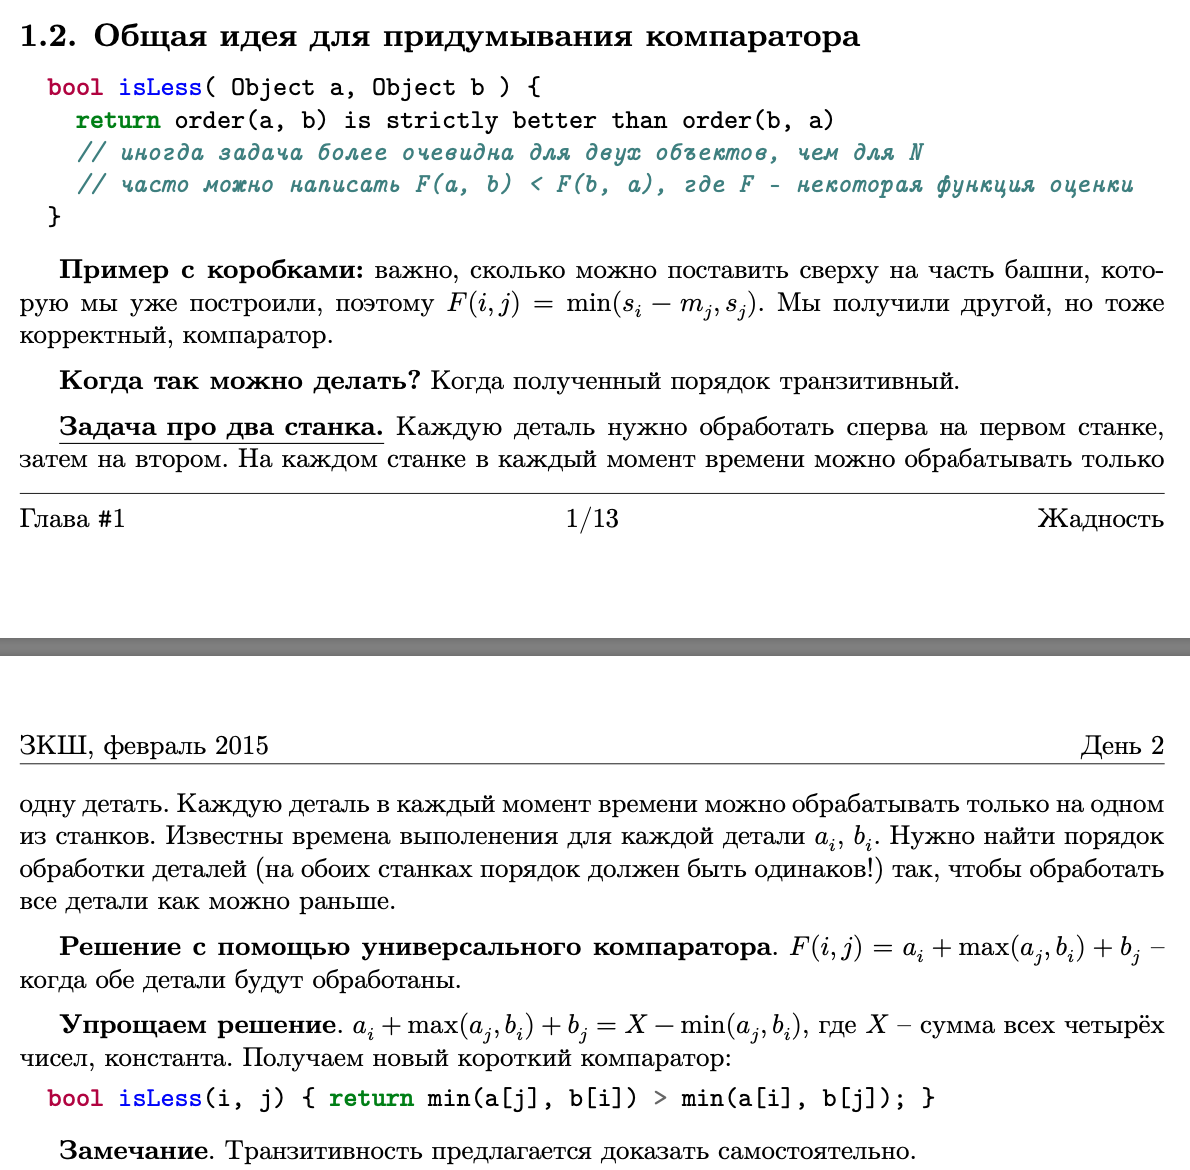 1.2. Общая идея для придумывания компаратора
bool isLess( Object a, Object b ) {
return order(a, b) is strictly better than order(b, a)
// иногда задача более очевидна для двух объектов, чем для N
// часто можно написать F(a, b) < F(b, a), где F - некоторая функция оценки
}
Пример с коробками: важно, сколько можно поставить сверху на часть башни, кото-
рую мы уже построили, поэтому F(i, j) = min(s_i − m_j, s_j). Мы получили другой, но тоже
корректный, компаратор.
Когда так можно делать? Когда полученный порядок транзитивный.
Задача про два станка. Каждую деталь нужно обработать сперва на первом станке,
затем на втором. На каждом станке в каждый момент времени можно обрабатывать только
Глава #1 1/13 Жадность
ЗКШ, февраль 2015 День 2
одну детать. Каждую деталь в каждый момент времени можно обрабатывать только на одном
из станков. Известны времена выполенения для каждой детали a_i, b_i. Нужно найти порядок
обработки деталей (на обоих станках порядок должен быть одинаков!) так, чтобы обработать
все детали как можно раньше.
Решение с помощью универсального компаратора. F(i, j) = a_i + max(a_j, b_i) + b_j –
когда обе детали будут обработаны.
Упрощаем решение. a_i + max(a_j, b_i) + b_j = X − min(a_j, b_i), где X – сумма всех четырёх
чисел, константа. Получаем новый короткий компаратор:
bool isLess(i, j) { return min(a[j], b[i]) > min(a[i], b[j]); }
Замечание. Транзитивность предлагается доказать самостоятельно.